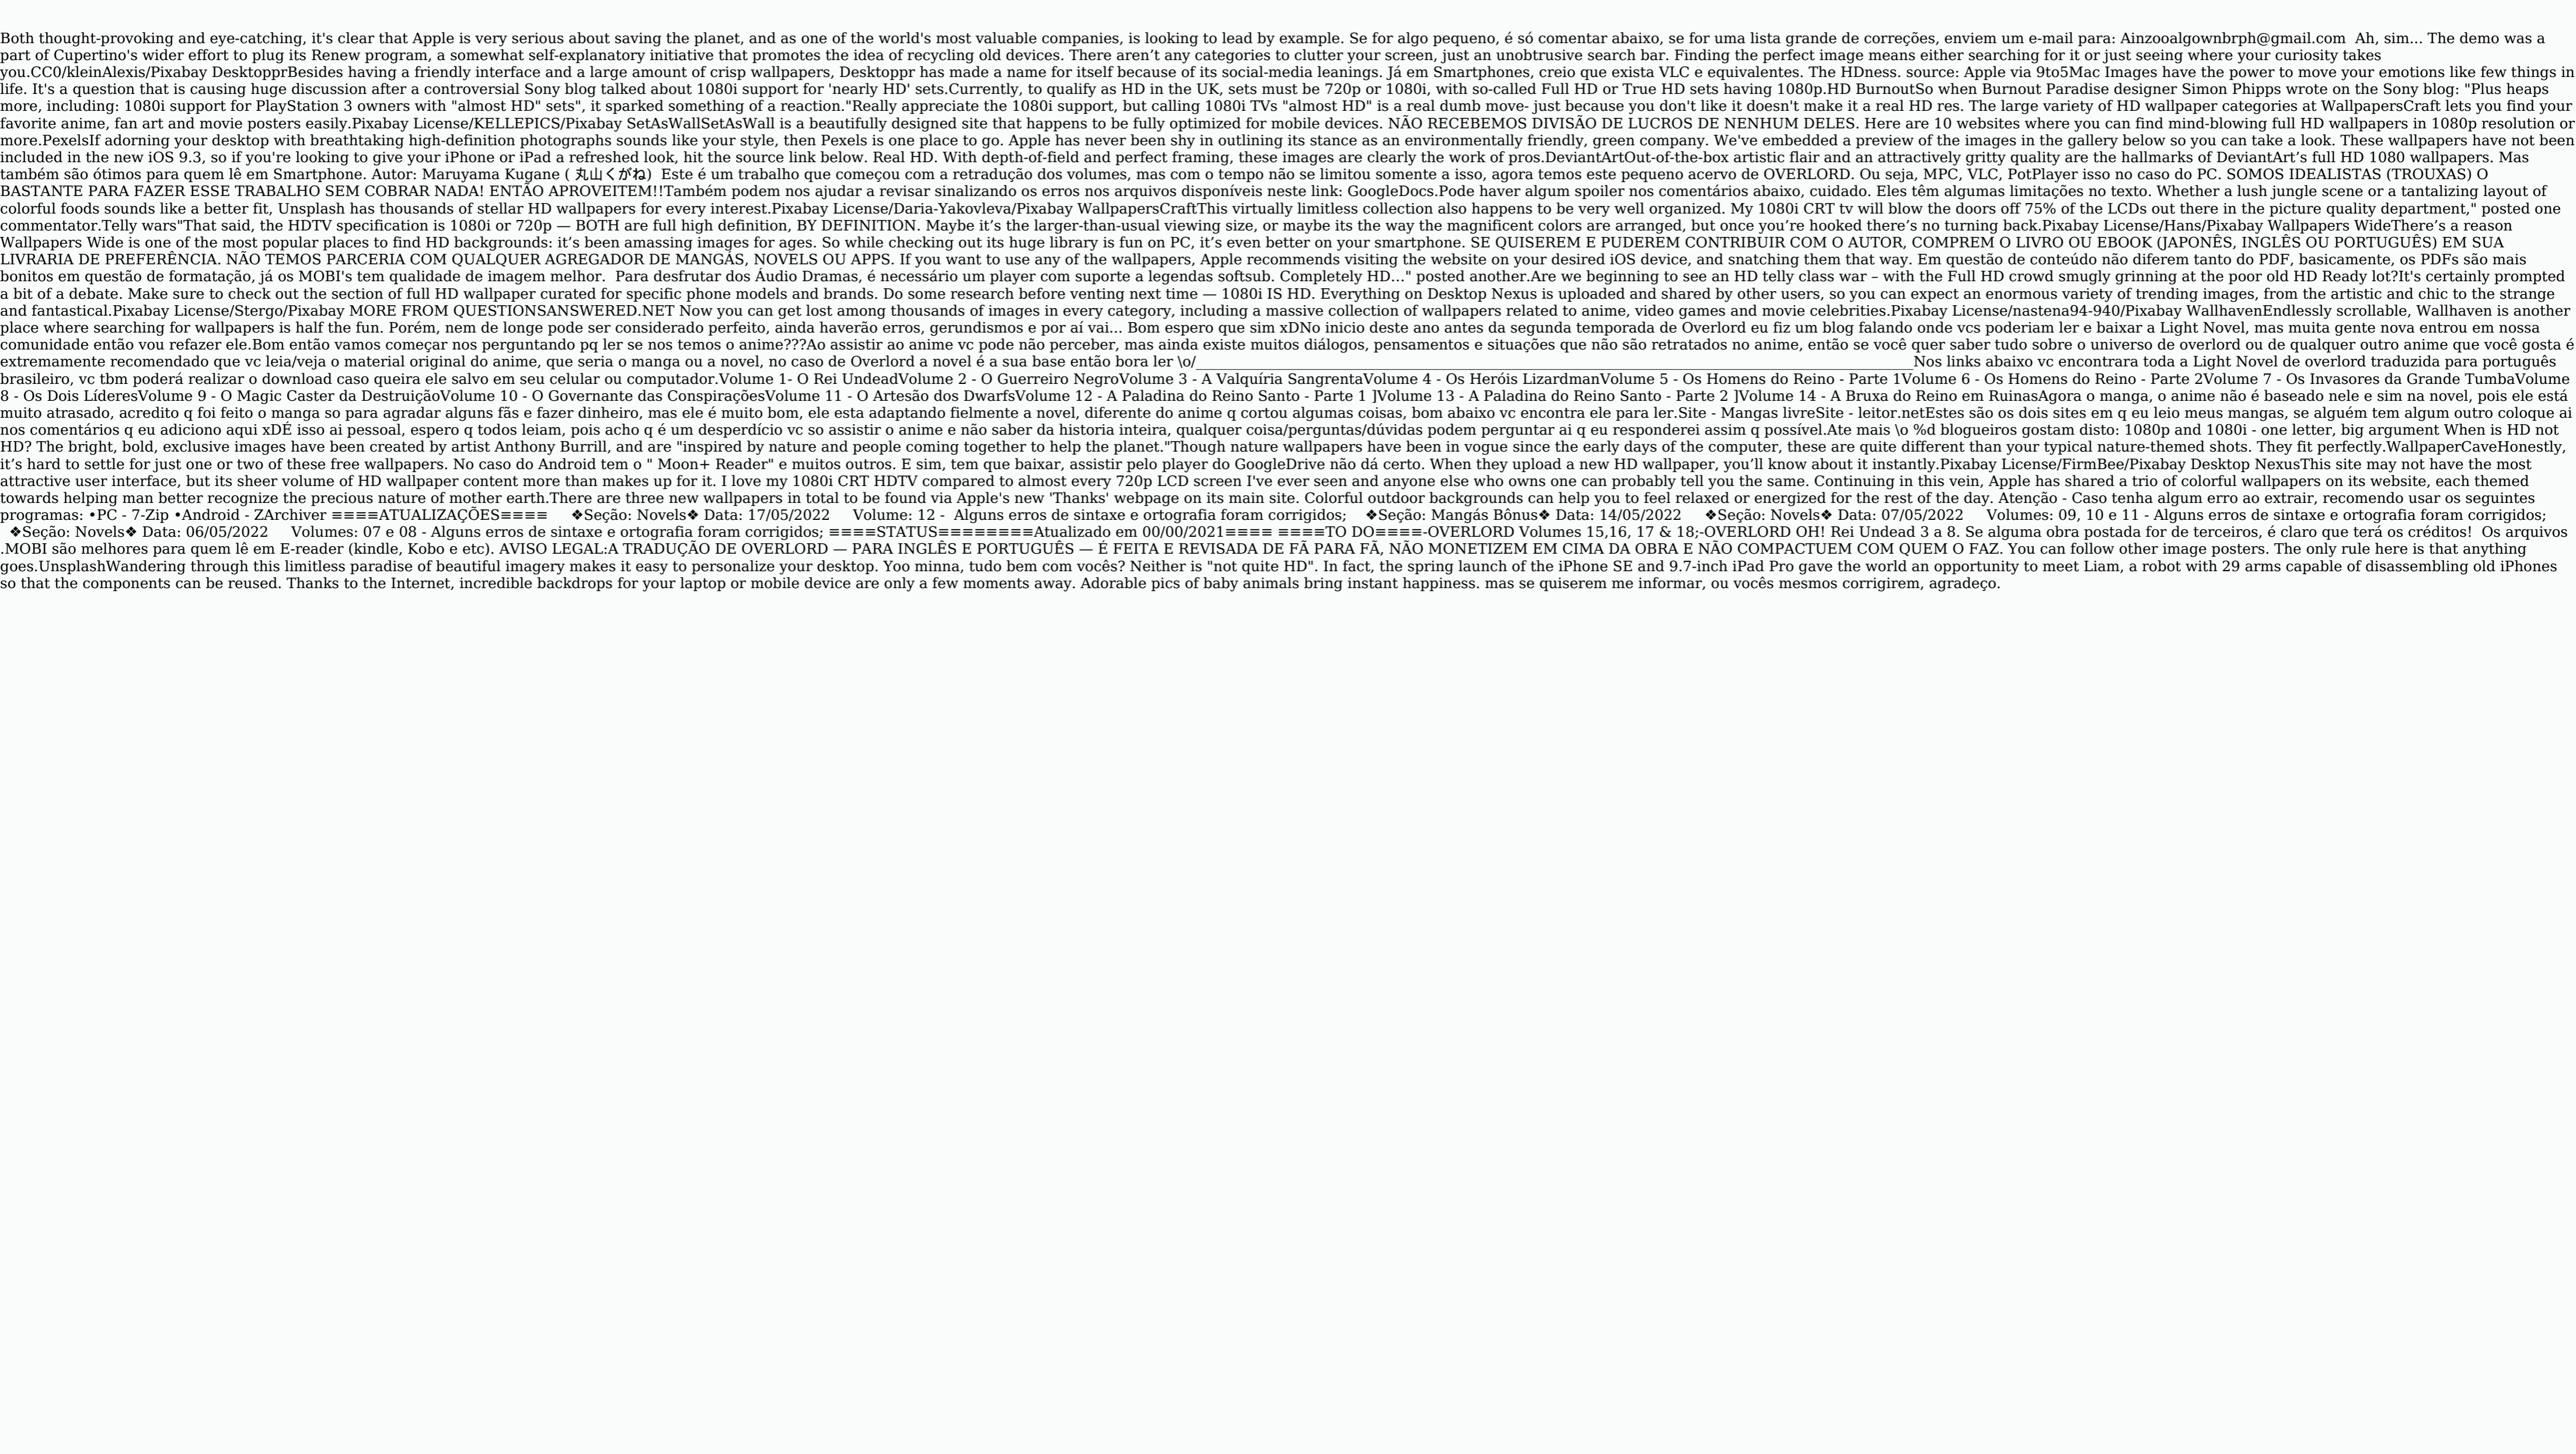 Both thought-provoking and eye-catching, it's clear that Apple is very serious about saving the planet, and as one of the world's most valuable companies, is looking to lead by example. Se for algo pequeno, é só comentar abaixo, se for uma lista grande de correções, enviem um e-mail para: Ainzooalgownbrph@gmail.com  Ah, sim... The demo was a
part of Cupertino's wider effort to plug its Renew program, a somewhat self-explanatory initiative that promotes the idea of recycling old devices. There aren’t any categories to clutter your screen, just an unobtrusive search bar. Finding the perfect image means either searching for it or just seeing where your curiosity takes
you.CC0/kleinAlexis/Pixabay DesktopprBesides having a friendly interface and a large amount of crisp wallpapers, Desktoppr has made a name for itself because of its social-media leanings. Já em Smartphones, creio que exista VLC e equivalentes. The HDness. source: Apple via 9to5Mac Images have the power to move your emotions like few things in
life. It's a question that is causing huge discussion after a controversial Sony blog talked about 1080i support for 'nearly HD' sets.Currently, to qualify as HD in the UK, sets must be 720p or 1080i, with so-called Full HD or True HD sets having 1080p.HD BurnoutSo when Burnout Paradise designer Simon Phipps wrote on the Sony blog: "Plus heaps
more, including: 1080i support for PlayStation 3 owners with "almost HD" sets", it sparked something of a reaction."Really appreciate the 1080i support, but calling 1080i TVs "almost HD" is a real dumb move- just because you don't like it doesn't make it a real HD res. The large variety of HD wallpaper categories at WallpapersCraft lets you find your
favorite anime, fan art and movie posters easily.Pixabay License/KELLEPICS/Pixabay SetAsWallSetAsWall is a beautifully designed site that happens to be fully optimized for mobile devices. NÃO RECEBEMOS DIVISÃO DE LUCROS DE NENHUM DELES. Here are 10 websites where you can find mind-blowing full HD wallpapers in 1080p resolution or
more.PexelsIf adorning your desktop with breathtaking high-definition photographs sounds like your style, then Pexels is one place to go. Apple has never been shy in outlining its stance as an environmentally friendly, green company. We've embedded a preview of the images in the gallery below so you can take a look. These wallpapers have not been
included in the new iOS 9.3, so if you're looking to give your iPhone or iPad a refreshed look, hit the source link below. Real HD. With depth-of-field and perfect framing, these images are clearly the work of pros.DeviantArtOut-of-the-box artistic flair and an attractively gritty quality are the hallmarks of DeviantArt’s full HD 1080 wallpapers. Mas
também são ótimos para quem lê em Smartphone. Autor: Maruyama Kugane ( 丸山くがね)  Este é um trabalho que começou com a retradução dos volumes, mas com o tempo não se limitou somente a isso, agora temos este pequeno acervo de OVERLORD. Ou seja, MPC, VLC, PotPlayer isso no caso do PC. SOMOS IDEALISTAS (TROUXAS) O
BASTANTE PARA FAZER ESSE TRABALHO SEM COBRAR NADA! ENTÃO APROVEITEM!!Também podem nos ajudar a revisar sinalizando os erros nos arquivos disponíveis neste link: GoogleDocs.Pode haver algum spoiler nos comentários abaixo, cuidado. Eles têm algumas limitações no texto. Whether a lush jungle scene or a tantalizing layout of
colorful foods sounds like a better fit, Unsplash has thousands of stellar HD wallpapers for every interest.Pixabay License/Daria-Yakovleva/Pixabay WallpapersCraftThis virtually limitless collection also happens to be very well organized. My 1080i CRT tv will blow the doors off 75% of the LCDs out there in the picture quality department," posted one
commentator.Telly wars"That said, the HDTV specification is 1080i or 720p — BOTH are full high definition, BY DEFINITION. Maybe it’s the larger-than-usual viewing size, or maybe its the way the magnificent colors are arranged, but once you’re hooked there’s no turning back.Pixabay License/Hans/Pixabay Wallpapers WideThere’s a reason
Wallpapers Wide is one of the most popular places to find HD backgrounds: it’s been amassing images for ages. So while checking out its huge library is fun on PC, it’s even better on your smartphone. SE QUISEREM E PUDEREM CONTRIBUIR COM O AUTOR, COMPREM O LIVRO OU EBOOK (JAPONÊS, INGLÊS OU PORTUGUÊS) EM SUA
LIVRARIA DE PREFERÊNCIA. NÃO TEMOS PARCERIA COM QUALQUER AGREGADOR DE MANGÁS, NOVELS OU APPS. If you want to use any of the wallpapers, Apple recommends visiting the website on your desired iOS device, and snatching them that way. Em questão de conteúdo não diferem tanto do PDF, basicamente, os PDFs são mais
bonitos em questão de formatação, já os MOBI's tem qualidade de imagem melhor.  Para desfrutar dos Áudio Dramas, é necessário um player com suporte a legendas softsub. Completely HD..." posted another.Are we beginning to see an HD telly class war – with the Full HD crowd smugly grinning at the poor old HD Ready lot?It's certainly prompted
a bit of a debate. Make sure to check out the section of full HD wallpaper curated for specific phone models and brands. Do some research before venting next time — 1080i IS HD. Everything on Desktop Nexus is uploaded and shared by other users, so you can expect an enormous variety of trending images, from the artistic and chic to the strange
and fantastical.Pixabay License/Stergo/Pixabay MORE FROM QUESTIONSANSWERED.NET Now you can get lost among thousands of images in every category, including a massive collection of wallpapers related to anime, video games and movie celebrities.Pixabay License/nastena94-940/Pixabay WallhavenEndlessly scrollable, Wallhaven is another
place where searching for wallpapers is half the fun. Porém, nem de longe pode ser considerado perfeito, ainda haverão erros, gerundismos e por aí vai... Bom espero que sim xDNo inicio deste ano antes da segunda temporada de Overlord eu fiz um blog falando onde vcs poderiam ler e baixar a Light Novel, mas muita gente nova entrou em nossa
comunidade então vou refazer ele.Bom então vamos começar nos perguntando pq ler se nos temos o anime???Ao assistir ao anime vc pode não perceber, mas ainda existe muitos diálogos, pensamentos e situações que não são retratados no anime, então se você quer saber tudo sobre o universo de overlord ou de qualquer outro anime que você gosta é
extremamente recomendado que vc leia/veja o material original do anime, que seria o manga ou a novel, no caso de Overlord a novel é a sua base então bora ler \o/______________________________________________________________________________________________Nos links abaixo vc encontrara toda a Light Novel de overlord traduzida para português
brasileiro, vc tbm poderá realizar o download caso queira ele salvo em seu celular ou computador.Volume 1- O Rei UndeadVolume 2 - O Guerreiro NegroVolume 3 - A Valquíria SangrentaVolume 4 - Os Heróis LizardmanVolume 5 - Os Homens do Reino - Parte 1Volume 6 - Os Homens do Reino - Parte 2Volume 7 - Os Invasores da Grande TumbaVolume
8 - Os Dois LíderesVolume 9 - O Magic Caster da DestruiçãoVolume 10 - O Governante das ConspiraçõesVolume 11 - O Artesão dos DwarfsVolume 12 - A Paladina do Reino Santo - Parte 1 ]Volume 13 - A Paladina do Reino Santo - Parte 2 ]Volume 14 - A Bruxa do Reino em RuinasAgora o manga, o anime não é baseado nele e sim na novel, pois ele está
muito atrasado, acredito q foi feito o manga so para agradar alguns fãs e fazer dinheiro, mas ele é muito bom, ele esta adaptando fielmente a novel, diferente do anime q cortou algumas coisas, bom abaixo vc encontra ele para ler.Site - Mangas livreSite - leitor.netEstes são os dois sites em q eu leio meus mangas, se alguém tem algum outro coloque ai
nos comentários q eu adiciono aqui xDÉ isso ai pessoal, espero q todos leiam, pois acho q é um desperdício vc so assistir o anime e não saber da historia inteira, qualquer coisa/perguntas/dúvidas podem perguntar ai q eu responderei assim q possível.Ate mais \o %d blogueiros gostam disto: 1080p and 1080i - one letter, big argument When is HD not
HD? The bright, bold, exclusive images have been created by artist Anthony Burrill, and are "inspired by nature and people coming together to help the planet."Though nature wallpapers have been in vogue since the early days of the computer, these are quite different than your typical nature-themed shots. They fit perfectly.WallpaperCaveHonestly,
it’s hard to settle for just one or two of these free wallpapers. No caso do Android tem o " Moon+ Reader" e muitos outros. E sim, tem que baixar, assistir pelo player do GoogleDrive não dá certo. When they upload a new HD wallpaper, you’ll know about it instantly.Pixabay License/FirmBee/Pixabay Desktop NexusThis site may not have the most
attractive user interface, but its sheer volume of HD wallpaper content more than makes up for it. I love my 1080i CRT HDTV compared to almost every 720p LCD screen I've ever seen and anyone else who owns one can probably tell you the same. Continuing in this vein, Apple has shared a trio of colorful wallpapers on its website, each themed
towards helping man better recognize the precious nature of mother earth.There are three new wallpapers in total to be found via Apple's new 'Thanks' webpage on its main site. Colorful outdoor backgrounds can help you to feel relaxed or energized for the rest of the day. Atenção - Caso tenha algum erro ao extrair, recomendo usar os seguintes
programas: •PC - 7-Zip •Android - ZArchiver ≡≡≡≡ATUALIZAÇÕES≡≡≡≡     ❖Seção: Novels❖ Data: 17/05/2022     Volume: 12 -  Alguns erros de sintaxe e ortografia foram corrigidos;    ❖Seção: Mangás Bônus❖ Data: 14/05/2022     ❖Seção: Novels❖ Data: 07/05/2022     Volumes: 09, 10 e 11 - Alguns erros de sintaxe e ortografia foram corrigidos;
❖Seção: Novels❖ Data: 06/05/2022     Volumes: 07 e 08 - Alguns erros de sintaxe e ortografia foram corrigidos; ≡≡≡≡STATUS≡≡≡≡≡≡≡≡Atualizado em 00/00/2021≡≡≡≡ ≡≡≡≡TO DO≡≡≡≡-OVERLORD Volumes 15,16, 17 & 18;-OVERLORD OH! Rei Undead 3 a 8. Se alguma obra postada for de terceiros, é claro que terá os créditos!  Os arquivos
.MOBI são melhores para quem lê em E-reader (kindle, Kobo e etc). AVISO LEGAL:A TRADUÇÃO DE OVERLORD — PARA INGLÊS E PORTUGUÊS — É FEITA E REVISADA DE FÃ PARA FÃ, NÃO MONETIZEM EM CIMA DA OBRA E NÃO COMPACTUEM COM QUEM O FAZ. You can follow other image posters. The only rule here is that anything
goes.UnsplashWandering through this limitless paradise of beautiful imagery makes it easy to personalize your desktop. Yoo minna, tudo bem com vocês? Neither is "not quite HD". In fact, the spring launch of the iPhone SE and 9.7-inch iPad Pro gave the world an opportunity to meet Liam, a robot with 29 arms capable of disassembling old iPhones
so that the components can be reused. Thanks to the Internet, incredible backdrops for your laptop or mobile device are only a few moments away. Adorable pics of baby animals bring instant happiness. mas se quiserem me informar, ou vocês mesmos corrigirem, agradeço.